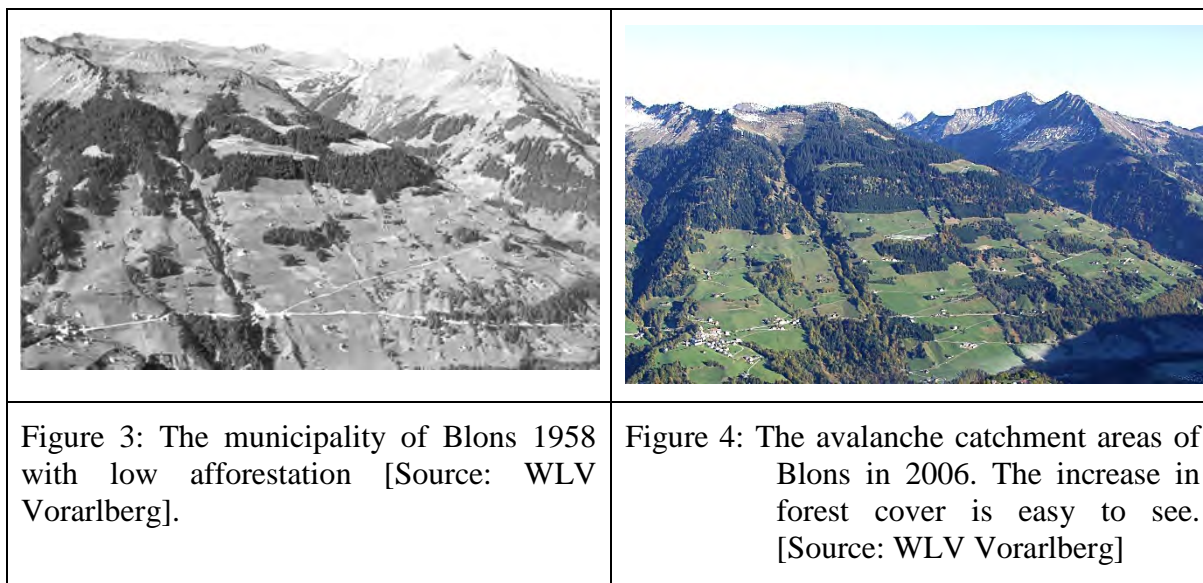 Figure 3: The municipality of Blons 1958
with low afforestation [Source: WLV
Vorarlberg].
Figure 4: The avalanche catchment areas of
Blons in 2006. The increase in
forest cover is easy to see.
[Source: WLV Vorarlberg]